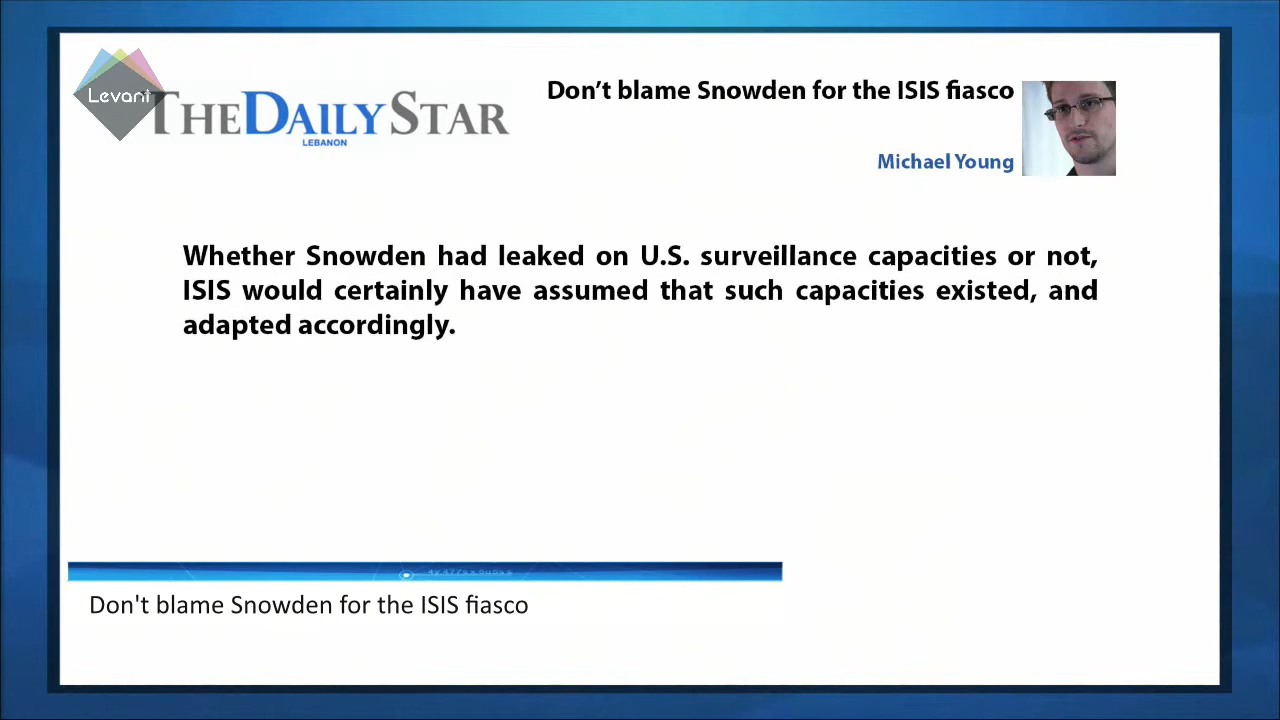 Levant
THE DAILY STAR
LEBANON
Don’t blame Snowden for the ISIS fiasco
Michael Young
Whether Snowden had leaked on U.S. surveillance capacities or not,
ISIS would certainly have assumed that such capacities existed, and
adapted accordingly.
Don't blame Snowden for the ISIS fiasco